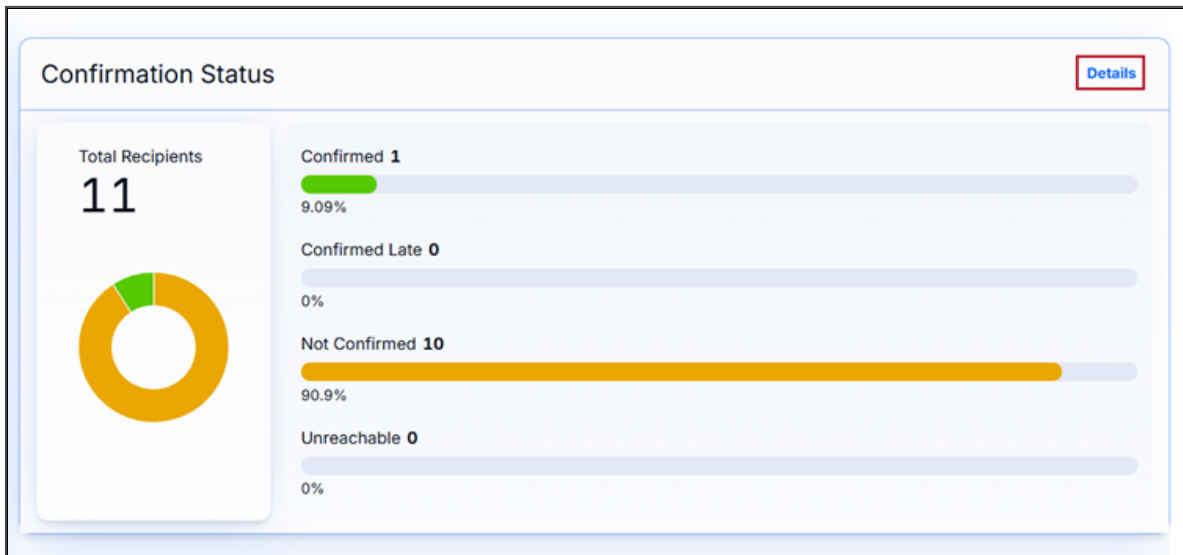 Confirmation Status
Details
Total Recipients
11
Confirmed 1
9.09%
Confirmed Late 0
0%
Not Confirmed 10
90.9%
Unreachable 0
0%